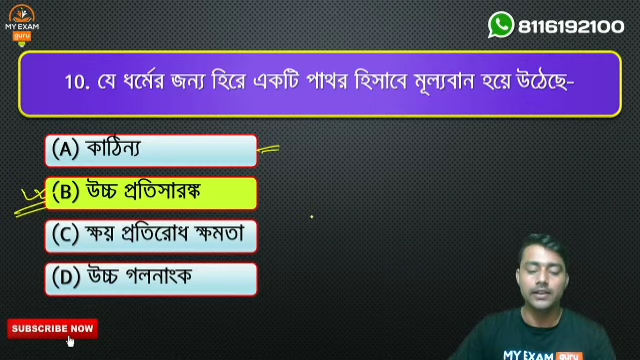 MY EXAM
guru
8116192100
10. যে ধর্মের জন্য হিরে একটি পাথর হিসাবে মূল্যবান হয়ে উঠেছে-
(A) কাঠিন্য
(B) উচ্চ প্রতিসারঙ্ক
(C) ক্ষয় প্রতিরোধ ক্ষমতা
(D) উচ্চ গলনাংক
SUBSCRIBE NOW
MY EXAM guru